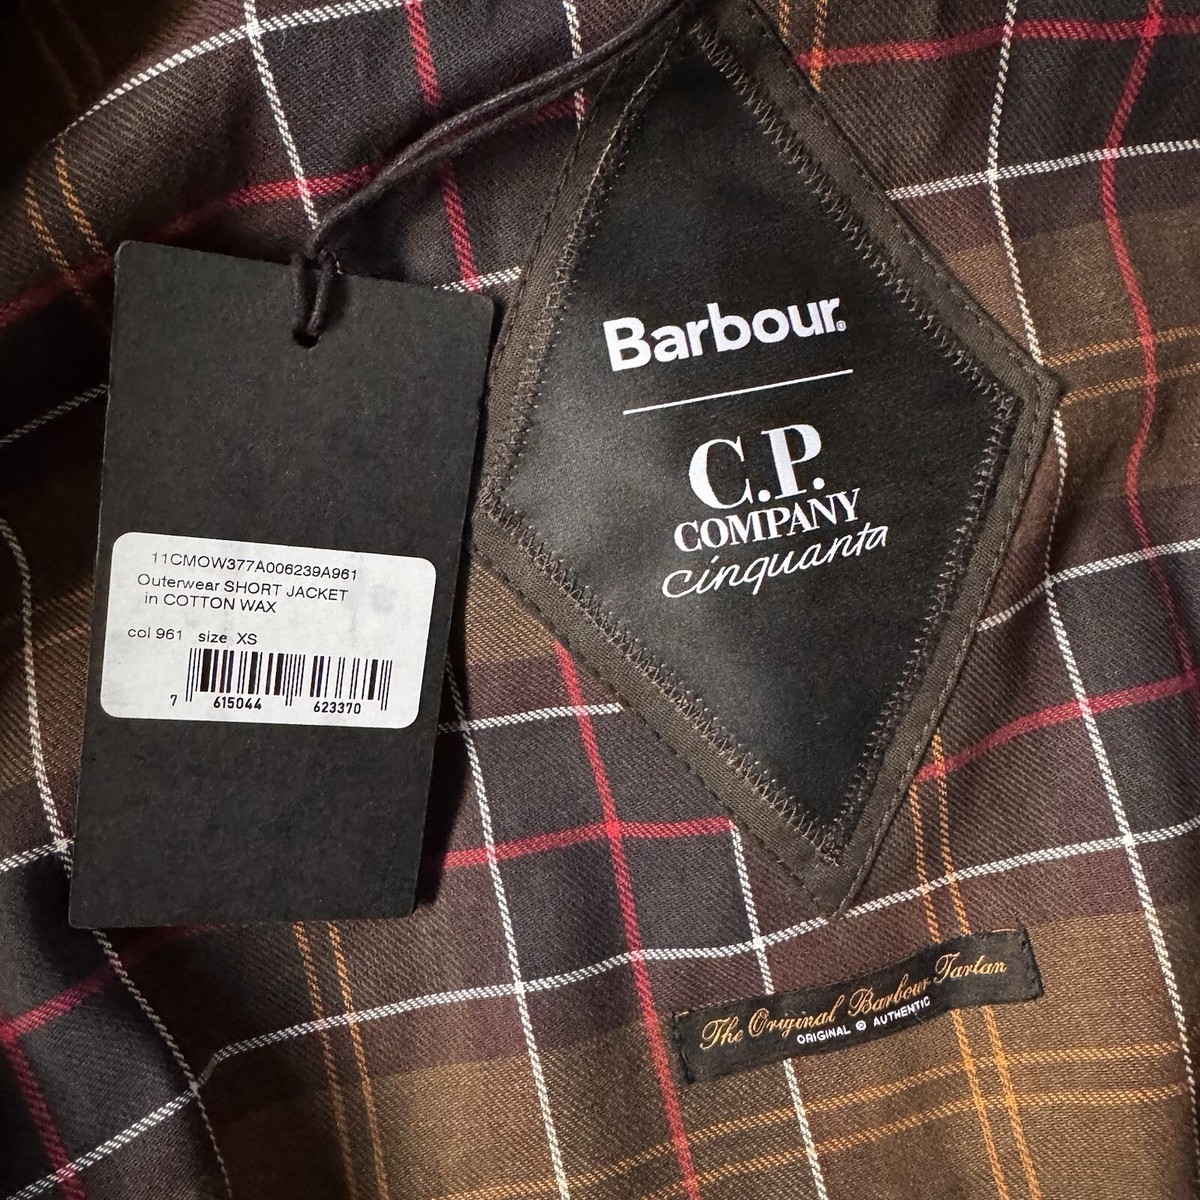 11CMOW377A006239A961
Outerwear SHORT JACKET
in COTTON WAX
col 961 size XS
7 615044 623370
Barbour®
C.P.
COMPANY
cinquanta
The Original Barbour Tartan
ORIGINAL & AUTHENTIC